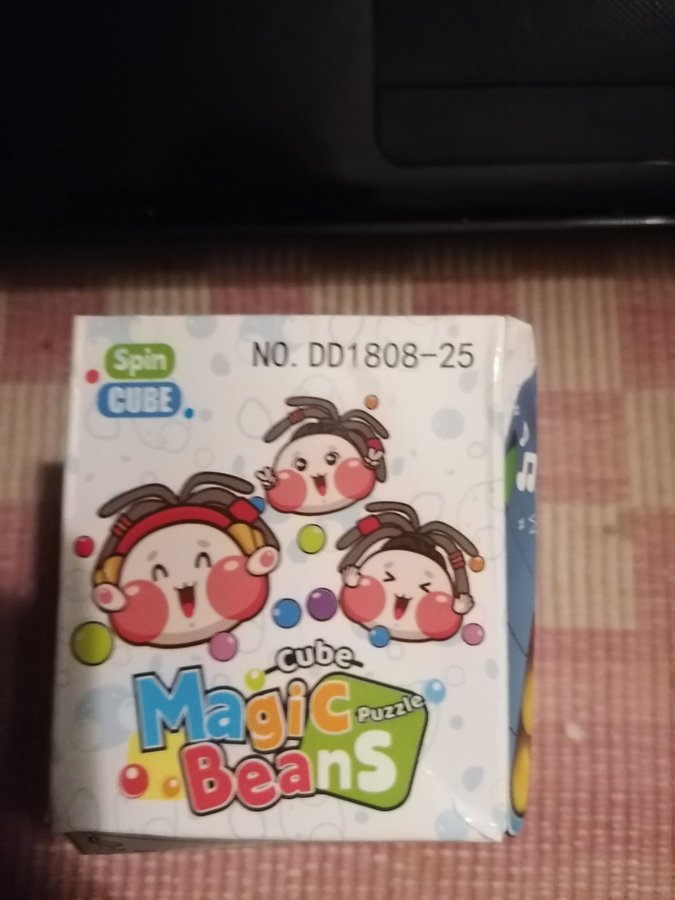 Spin
CUBE
NO. DD1808-25
Cube
Magic
Puzzle
Beans